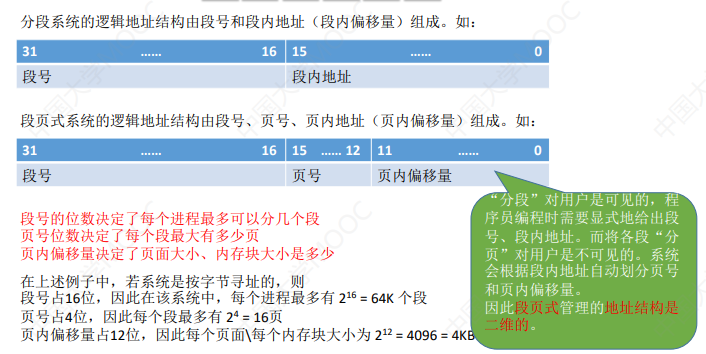 分段系统的逻辑地址结构由段号和段内地址（段内偏移量）组成。如：
31 …… 16 15 …… 0
段号 段内地址
段页式系统的逻辑地址结构由段号、页号、页内地址（页内偏移量）组成。如：
31 …… 16 15 …… 12 11 …… 0
段号 页号 页内偏移量
段号的位数决定了每个进程最多可以分几个段
页号位数决定了每个段最大有多少页
页内偏移量决定了页面大小、内存块大小是多少
在上述例子中，若系统是按字节寻址的，则
段号占16位，因此在该系统中，每个进程最多有 2¹⁶ = 64K 个段
页号占4位，因此每个段最多有 2⁴ = 16页
页内偏移量占12位，因此每个页面\每个内存块大小为 2¹² = 4096 = 4KB
“分段”对用户是可见的，程
序员编程时需要显式地给出段
号、段内地址。而将各段“分
页”对用户是不可见的。系统
会根据段内地址自动划分页号
和页内偏移量。
因此段页式管理的地址结构是
二维的。
中国大学MOOC